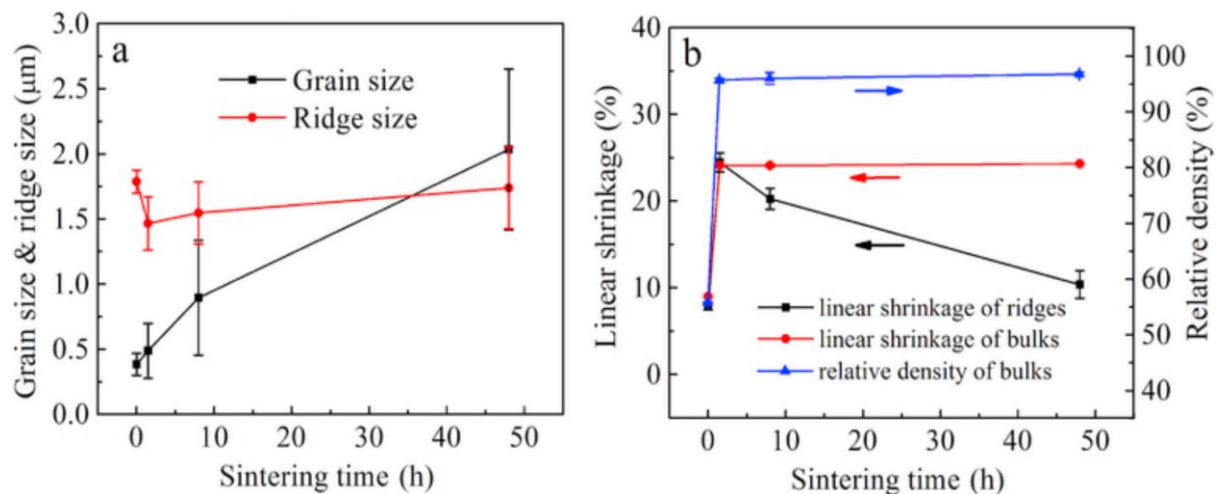 a
Grain size
Ridge size
Grain size & ridge size (μm)
3.0
2.5
2.0
1.5
1.0
0.5
0.0
0 10 20 30 40 50
Sintering time (h)
b
Linear shrinkage (%)
40
30
20
10
0
linear shrinkage of ridges
linear shrinkage of bulks
relative density of bulks
100
90
80
70
60
50
40
Relative density (%)
0 10 20 30 40 50
Sintering time (h)